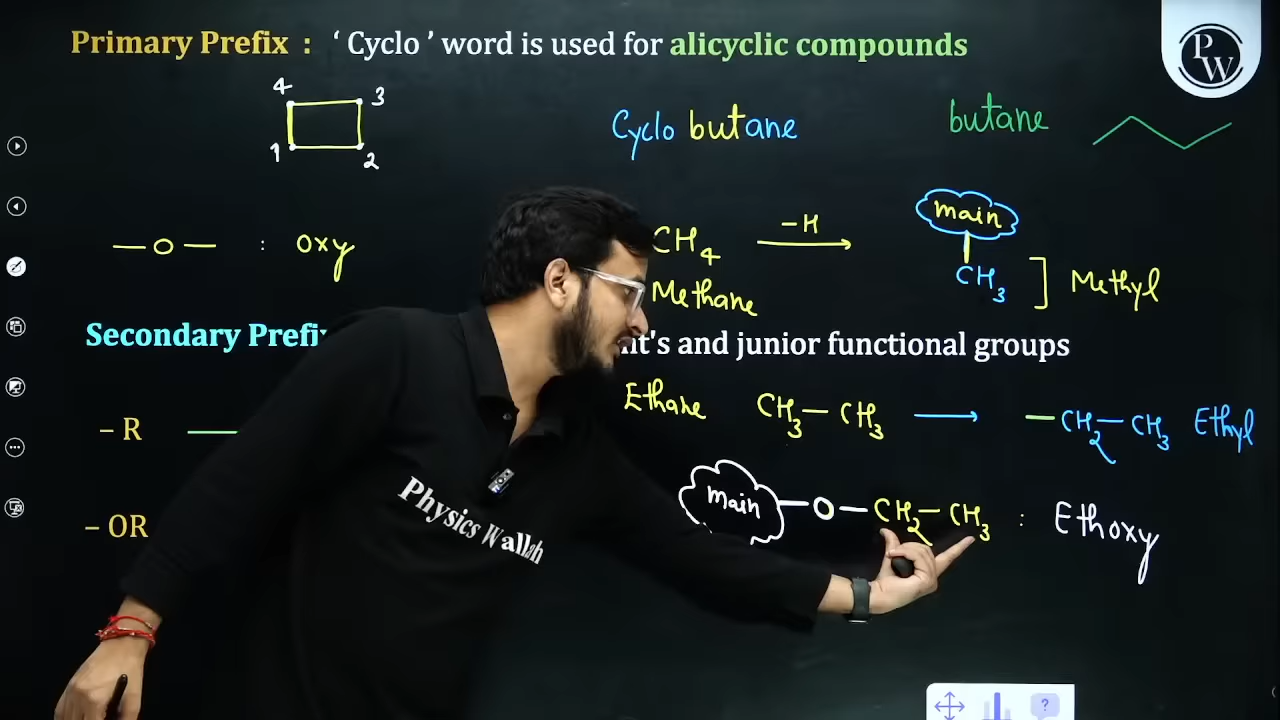 Primary Prefix : ‘ Cyclo ’ word is used for alicyclic compounds
PW
4 3
1 2
Cyclo butane
butane
– O – : Oxy
CH4 –H
Methane
main
CH3 ] Methyl
Secondary Prefix
nt's and junior functional groups
– R
Ethane CH3 – CH3 – CH2 – CH3 Ethyl
– OR
main – O – CH2 – CH3 : Ethoxy
Physics Wallah